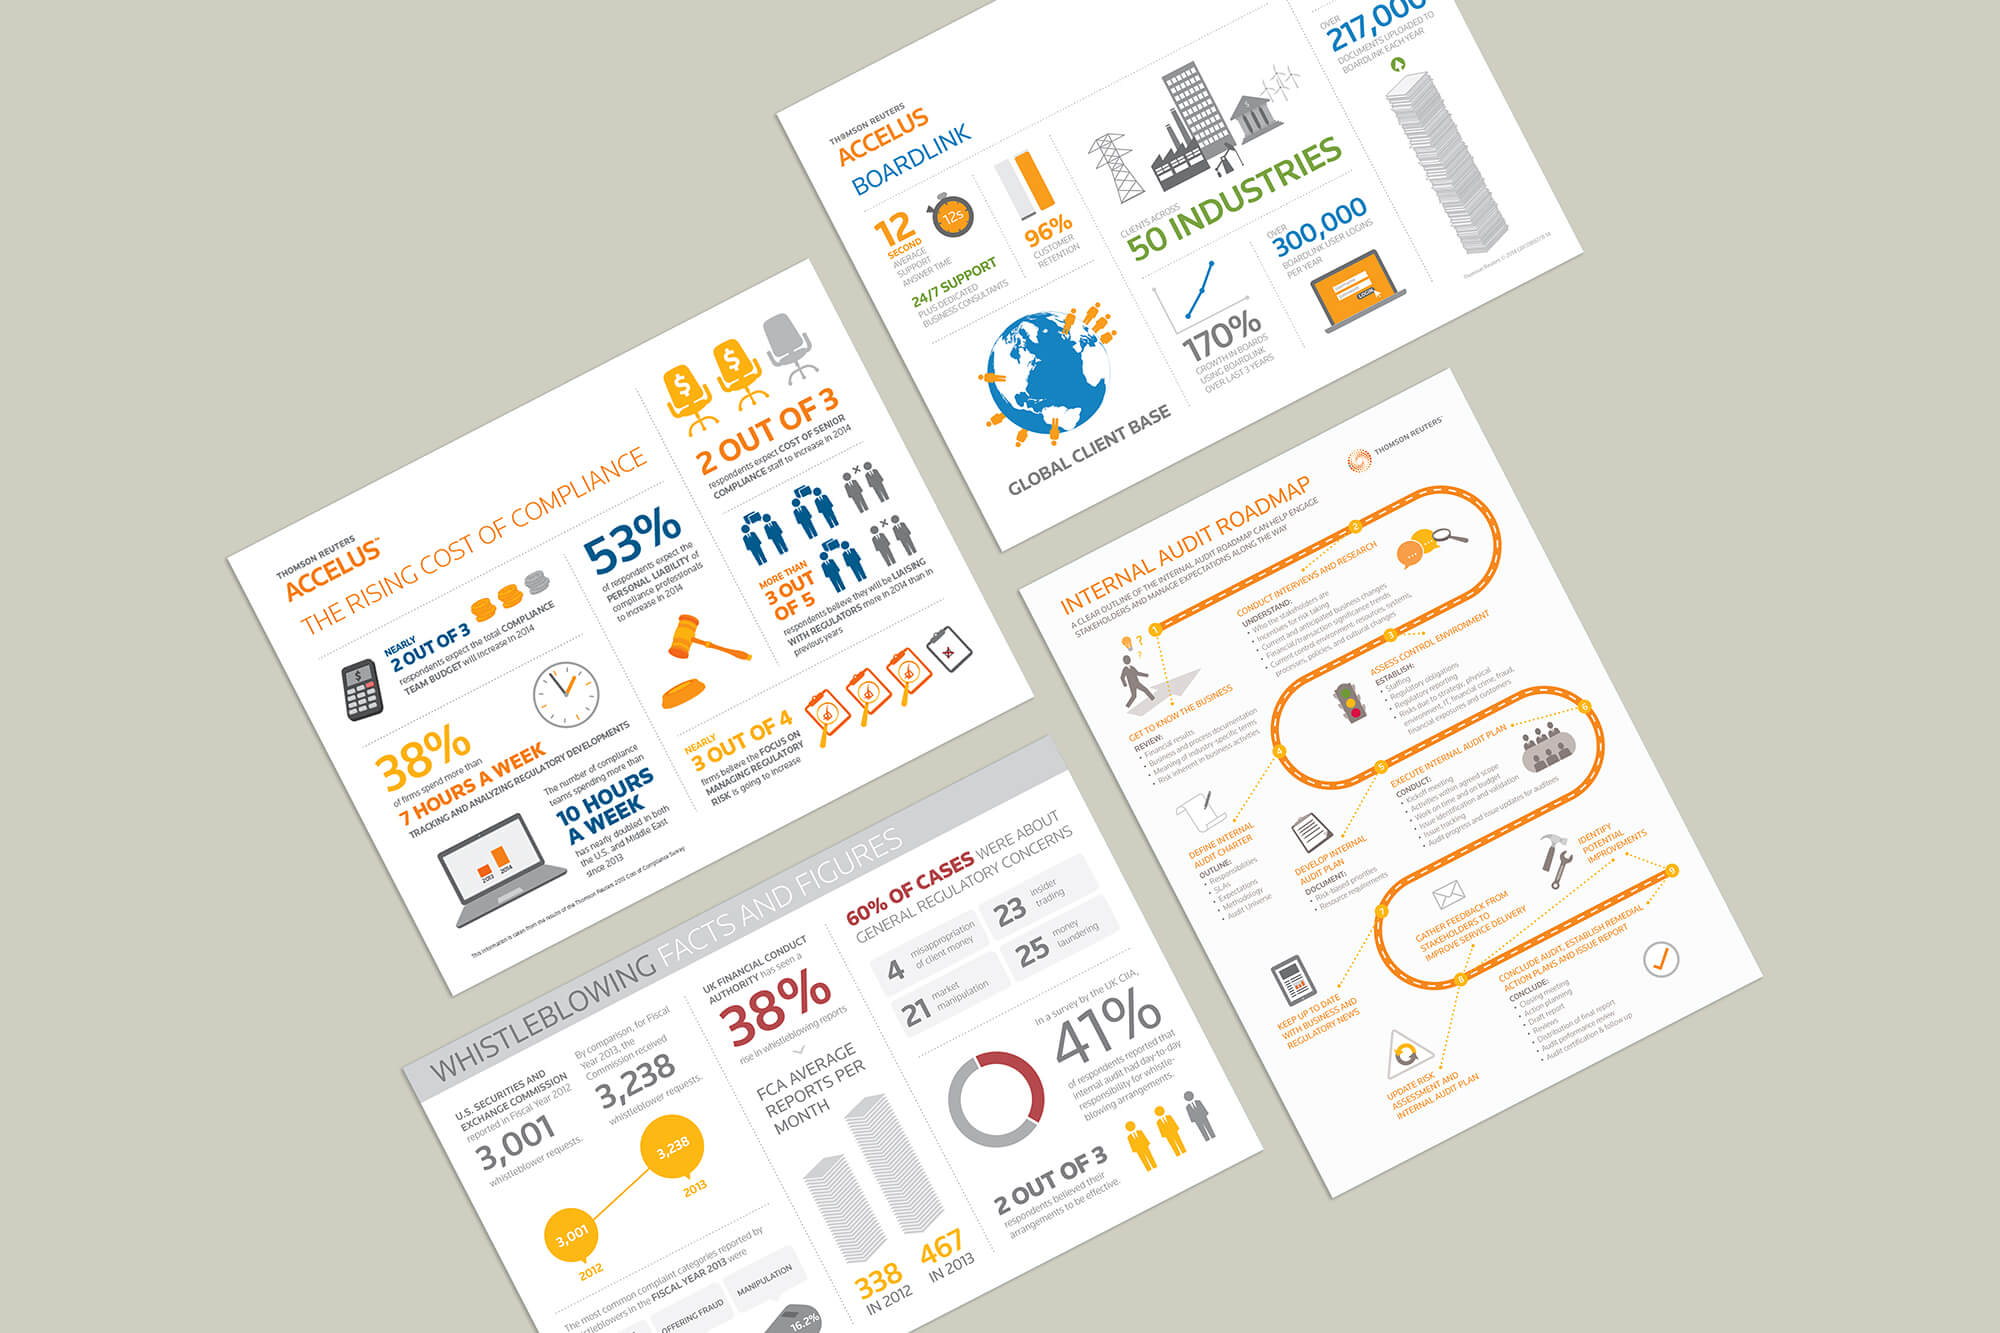 THOMSON REUTERS
ACCELUS
BOARDLINK
12
SECOND
AVERAGE
SUPPORT
ANSWER TIME
12s
24/7 SUPPORT
PLUS DEDICATED
BUSINESS CONSULTANTS
96%
CUSTOMER
RETENTION
GLOBAL CLIENT BASE
CLIENTS ACROSS
50 INDUSTRIES
170%
GROWTH IN BOARDS
USING BOARDLINK
OVER LAST 3 YEARS
OVER
300,000
BOARDLINK USER LOGINS
PER YEAR
LOGIN
OVER
217,000
DOCUMENTS UPLOADED TO
BOARDLINK EACH YEAR
THOMSON REUTERS
ACCELUS™
THE RISING COST OF COMPLIANCE
NEARLY
2 OUT OF 3
respondents expect the total COMPLIANCE
TEAM BUDGET will increase in 2014
38%
of firms spend more than
7 HOURS A WEEK
TRACKING AND ANALYZING REGULATORY DEVELOPMENTS
2013
2014
The number of compliance
teams spending more than
10 HOURS
A WEEK
has nearly doubled in both
the U.S. and Middle East
since 2013
This information is taken from the results of the Thomson Reuters 2013 Cost of Compliance Survey
53%
of respondents expect the
PERSONAL LIABILITY of
compliance professionals
to increase in 2014
2 OUT OF 3
respondents expect COST OF SENIOR
COMPLIANCE staff to increase in 2014
MORE THAN
3 OUT
OF 5
respondents believe they will be LIAISING
WITH REGULATORS more in 2014 than in
previous years
NEARLY
3 OUT OF 4
firms believe the FOCUS ON
MANAGING REGULATORY
RISK is going to increase
WHISTLEBLOWING FACTS AND FIGURES
U.S. SECURITIES AND
EXCHANGE COMMISSION
reported in Fiscal Year 2012
3,001
whistleblower requests.
By comparison, for Fiscal
Year 2013, the
Commission received
3,238
whistleblower requests.
3,001
2012
3,238
2013
The most common complaint categories reported by
in the FISCAL YEAR 2013 were
OFFERING FRAUD
MANIPULATION
16.2%
UK FINANCIAL CONDUCT
AUTHORITY has seen a
38%
rise in whistleblowing reports
FCA AVERAGE
REPORTS PER
MONTH
338
IN 2012
467
IN 2013
60% OF CASES WERE ABOUT
GENERAL REGULATORY CONCERNS
4 misappropriation
of client money
23 insider
trading
21 market
manipulation
25 money
laundering
In a survey by the UK CIIA,
41%
of respondents reported that
internal audit had day-to-day
responsibility for whistle-
blowing arrangements.
2 OUT OF 3
respondents believed their
arrangements to be effective.
THOMSON REUTERS
INTERNAL AUDIT ROADMAP
A CLEAR OUTLINE OF THE INTERNAL AUDIT ROADMAP CAN HELP ENGAGE
STAKEHOLDERS AND MANAGE EXPECTATIONS ALONG THE WAY
1
GET TO KNOW THE BUSINESS
REVIEW:
• Financial results
• Business and process documentation
• Meaning of industry-specific terms
• Risk inherent in business activities
2
CONDUCT INTERVIEWS AND RESEARCH
UNDERSTAND:
• Who the stakeholders are
• Incentives for risk taking
• Current and anticipated business changes
• Financial/transaction significance trends
• Current control environment- resources, systems,
processes, policies, and cultural changes
3
ASSESS CONTROL ENVIRONMENT
ESTABLISH:
• Staffing
• Regulatory obligations
• Regulatory reporting
• Risks due to strategy, physical
environment, IT, financial crime, fraud,
financial exposures and customers
4
DEFINE INTERNAL
AUDIT CHARTER
OUTLINE:
• Responsibilities
• SLAs
• Expectations
• Methodology
• Audit Universe
5
DEVELOP INTERNAL
AUDIT PLAN
DOCUMENT:
• Risk-based priorities
• Resource requirements
6
EXECUTE INTERNAL AUDIT PLAN
CONDUCT:
• Kickoff meeting
• Activities within agreed scope
• Work on time and on budget
• Issue identification and validation
• Issue tracking
• Audit progress and issue updates for auditees
7
KEEP UP TO DATE
WITH BUSINESS AND
REGULATORY NEWS
8
GATHER FEEDBACK FROM
STAKEHOLDERS TO
IMPROVE SERVICE DELIVERY
UPDATE RISK
ASSESSMENT AND
INTERNAL AUDIT PLAN
9
IDENTIFY
POTENTIAL
IMPROVEMENTS
CONCLUDE AUDIT, ESTABLISH REMEDIAL
ACTION PLANS AND ISSUE REPORT
CONCLUDE:
• Closing meeting
• Action planning
• Draft report
• Reviews
• Distribution of final report
• Audit performance review
• Audit certification & follow up